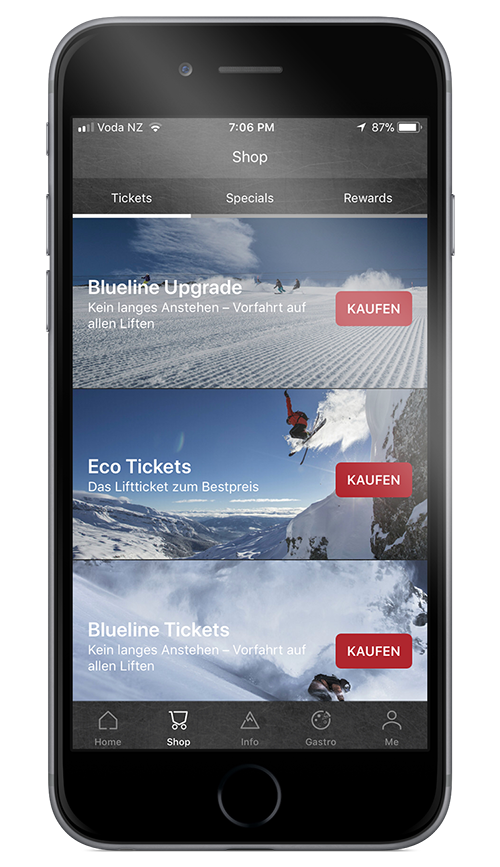 Voda NZ
7:06 PM
87%
Shop
Tickets
Specials
Rewards
Blueline Upgrade
Kein langes Anstehen – Vorfahrt auf
allen Liften
KAUFEN
Eco Tickets
Das Liftticket zum Bestpreis
KAUFEN
Blueline Tickets
Kein langes Anstehen – Vorfahrt auf
allen Liften
KAUFEN
Home
Shop
Info
Gastro
Me